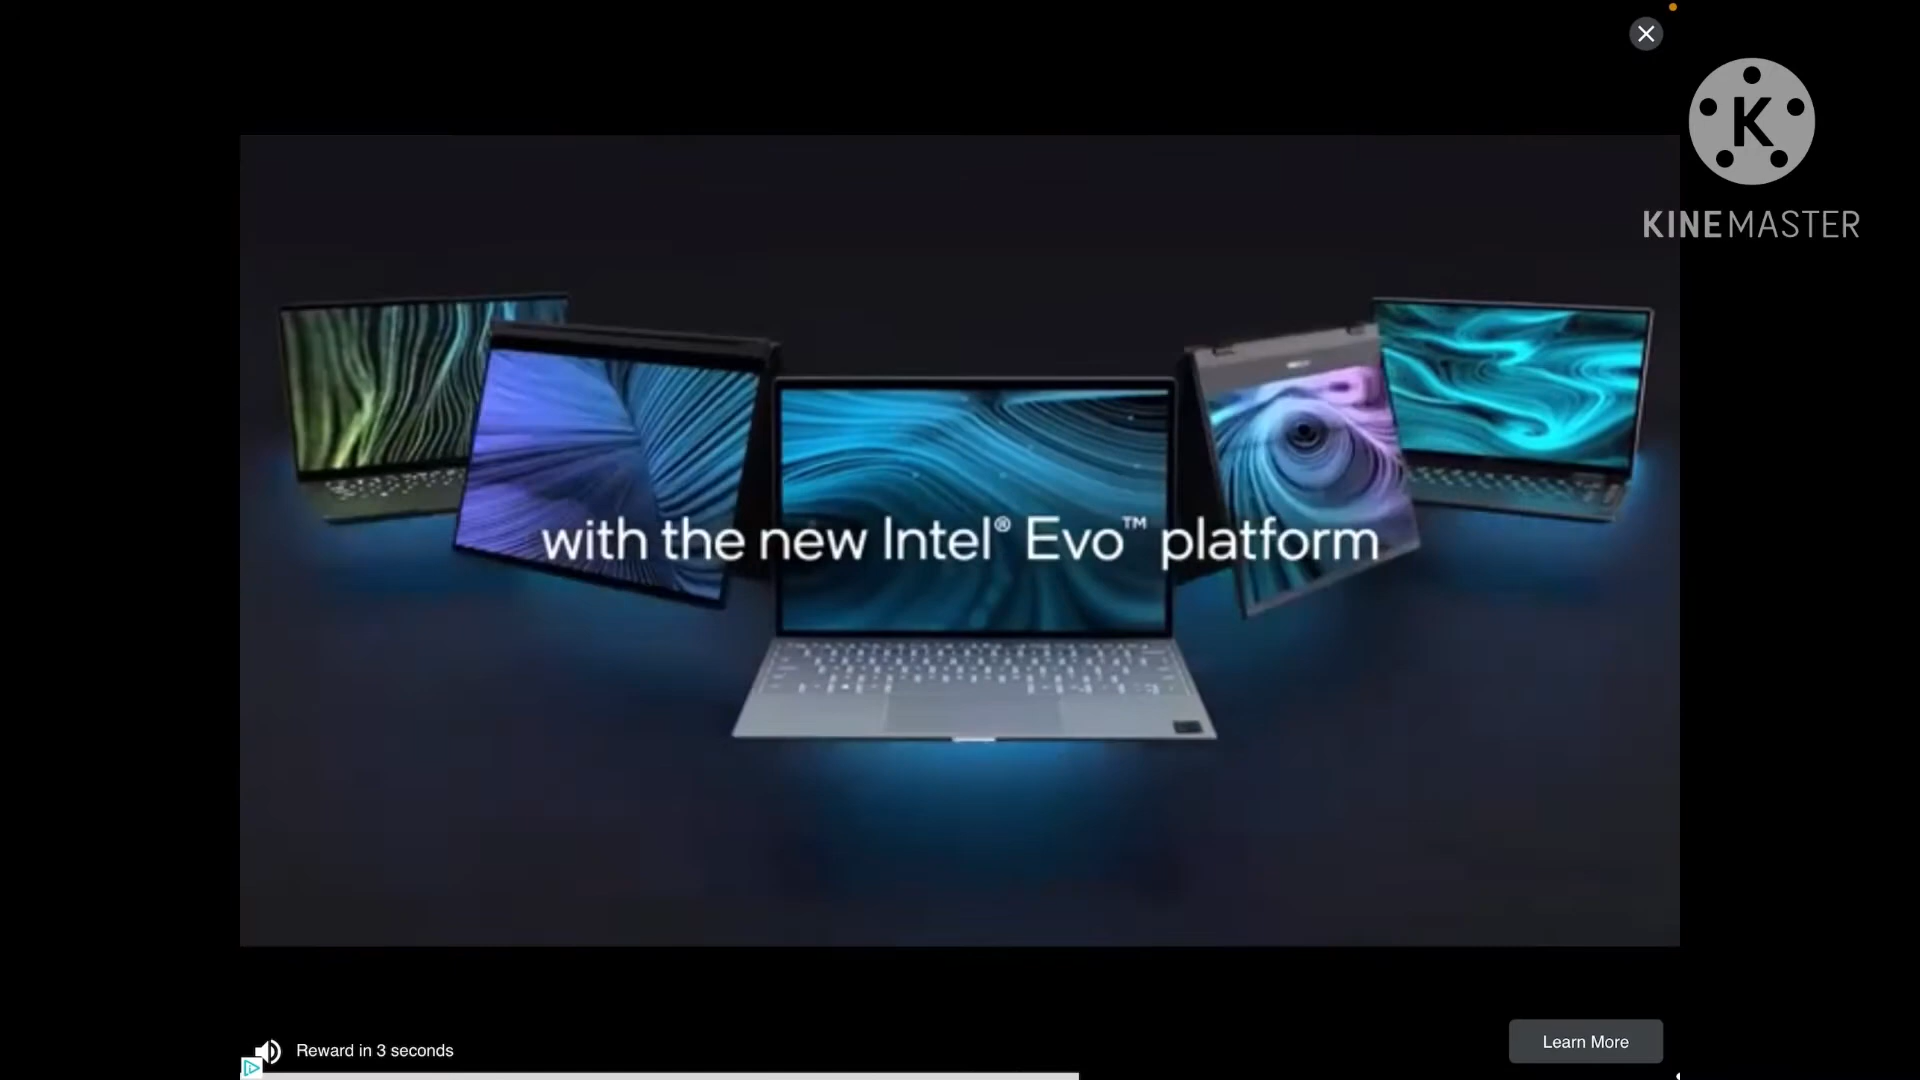 K
KINEMASTER
with the new Intel® Evo™ platform
Reward in 3 seconds
Learn More